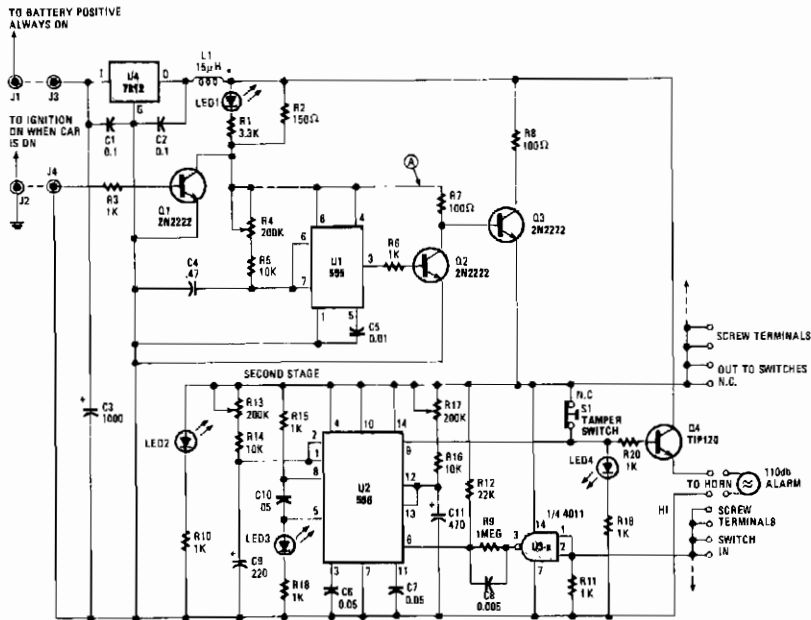 TO BATTERY POSITIVE
ALWAYS ON
J1
J3
I
U4
7812
O
G
L1
15µH
LED1
R1
3.3K
R2
150Ω
C1
0.1
C2
0.1
TO IGNITION
ON WHEN CAR
IS ON
J2
J4
R3
1K
Q1
2N2222
R4
200K
R5
10K
C4
.47
8
4
6
7
U1
555
3
1
5
C5
0.01
R6
1K
A
R7
100Ω
Q2
2N2222
R8
100Ω
Q3
2N2222
SCREW TERMINALS
OUT TO SWITCHES
N.C.
SECOND STAGE
C3
1000
LED2
R10
1K
R13
200K
R14
10K
C9
220
R15
1K
C10
.05
LED3
R18
1K
4
10
14
2
1
8
5
U2
556
9
12
13
6
3
7
11
C6
0.05
C7
0.05
R17
200K
R16
10K
C11
470
R12
22K
R9
1MEG
C8
0.005
3
14
1/4 4011
U3-a
1
2
7
R11
1K
N.C
S1
TAMPER
SWITCH
LED4
R18
1K
R20
1K
Q4
TIP120
TO HORN
110db
ALARM
HI
SCREW
TERMINALS
SWITCH
IN